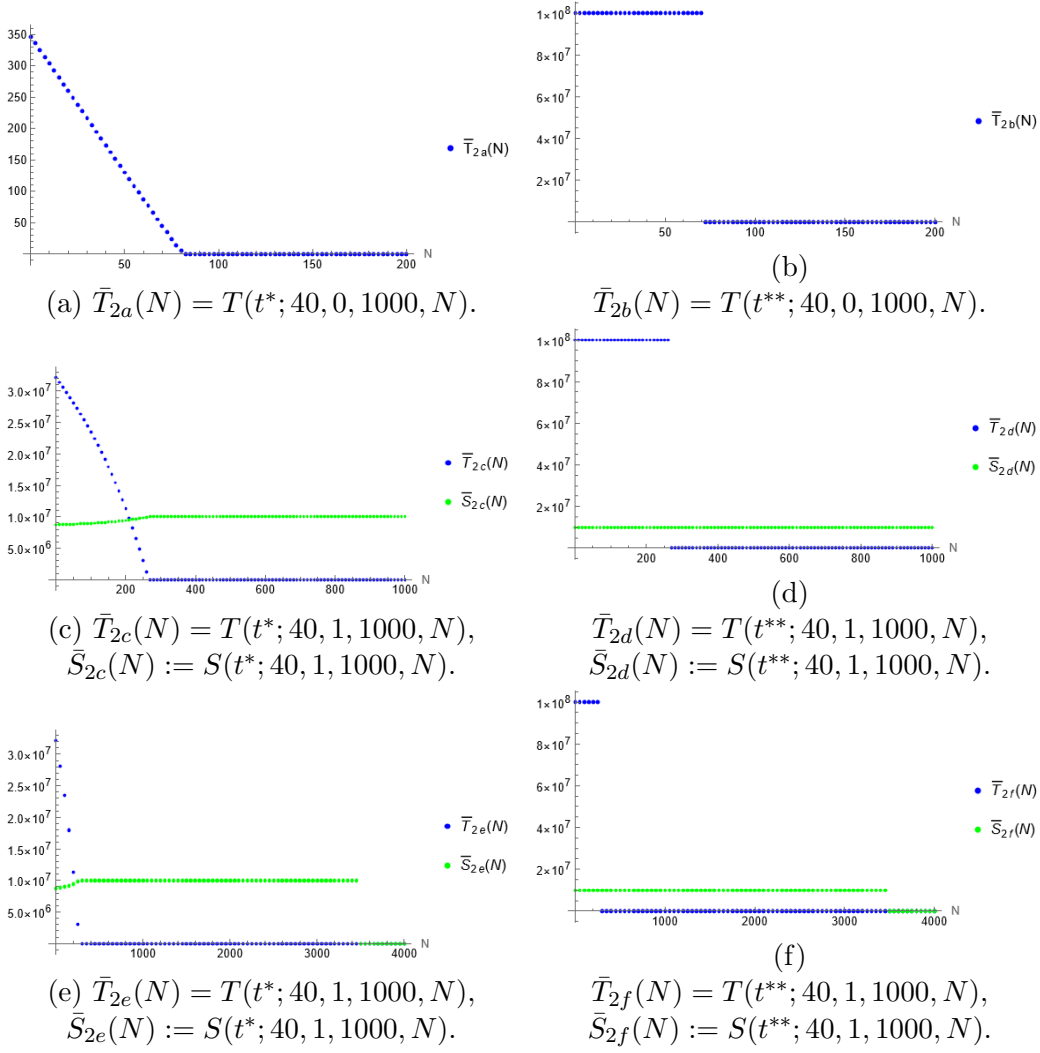 350
300
250
200
150
100
50
50
100
150
200
N
T̄2a(N)
(a) T̄2a(N) = T(t*; 40, 0, 1000, N).
1×10^8
8×10^7
6×10^7
4×10^7
2×10^7
50
100
150
200
N
T̄2b(N)
(b)
T̄2b(N) = T(t**; 40, 0, 1000, N).
3.0×10^7
2.5×10^7
2.0×10^7
1.5×10^7
1.0×10^7
5.0×10^6
200
400
600
800
1000
N
T̄2c(N)
S̄2c(N)
(c) T̄2c(N) = T(t*; 40, 1, 1000, N),
S̄2c(N) := S(t*; 40, 1, 1000, N).
1×10^8
8×10^7
6×10^7
4×10^7
2×10^7
200
400
600
800
1000
N
T̄2d(N)
S̄2d(N)
(d)
T̄2d(N) = T(t**; 40, 1, 1000, N),
S̄2d(N) := S(t**; 40, 1, 1000, N).
3.0×10^7
2.5×10^7
2.0×10^7
1.5×10^7
1.0×10^7
5.0×10^6
1000
2000
3000
4000
N
T̄2e(N)
S̄2e(N)
(e) T̄2e(N) = T(t*; 40, 1, 1000, N),
S̄2e(N) := S(t*; 40, 1, 1000, N).
1×10^8
8×10^7
6×10^7
4×10^7
2×10^7
1000
2000
3000
4000
N
T̄2f(N)
S̄2f(N)
(f)
T̄2f(N) = T(t**; 40, 1, 1000, N),
S̄2f(N) := S(t**; 40, 1, 1000, N).